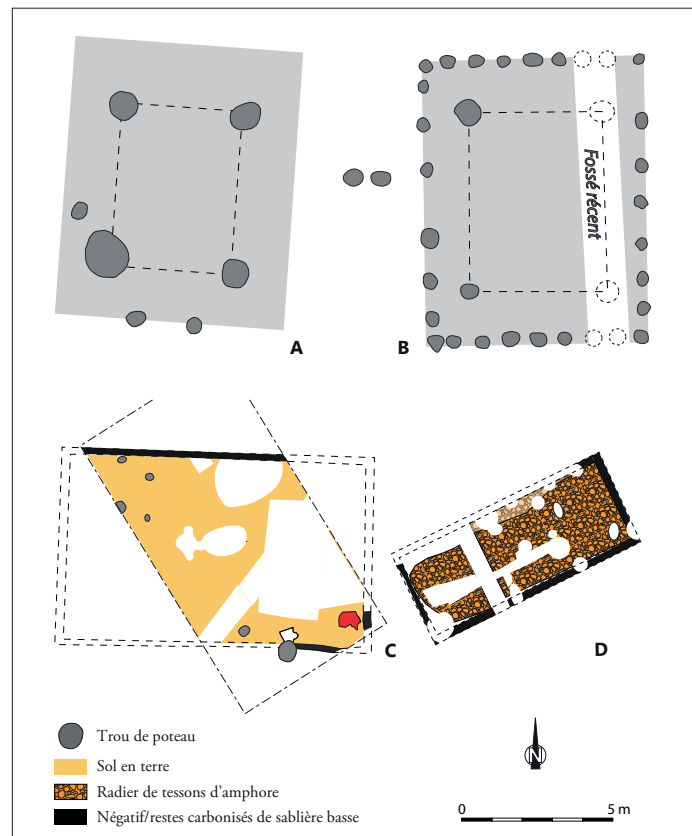 Fossé récent
A
B
C
D
Trou de poteau
Sol en terre
Radier de tessons d'amphore
Négatif/restes carbonisés de sablière basse
N
0 5 m